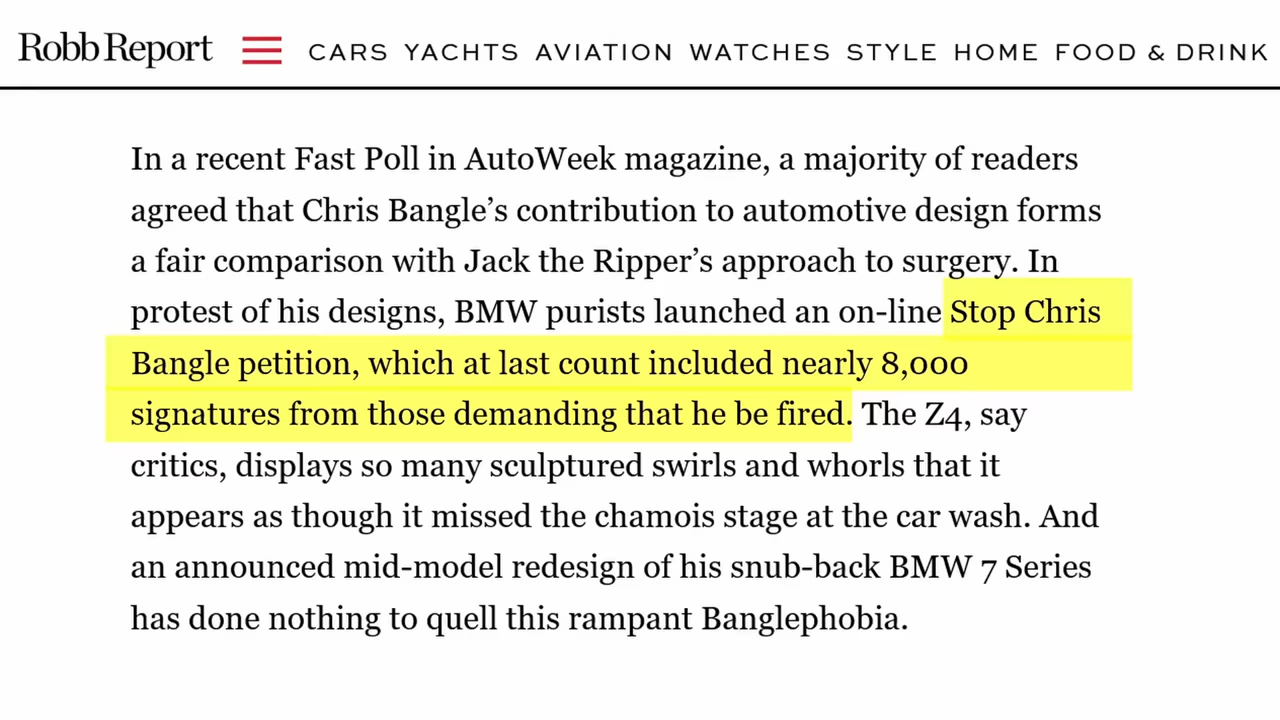 Robb Report CARS YACHTS AVIATION WATCHES STYLE HOME FOOD & DRINK
In a recent Fast Poll in AutoWeek magazine, a majority of readers
agreed that Chris Bangle’s contribution to automotive design forms
a fair comparison with Jack the Ripper’s approach to surgery. In
protest of his designs, BMW purists launched an on-line Stop Chris
Bangle petition, which at last count included nearly 8,000
signatures from those demanding that he be fired. The Z4, say
critics, displays so many sculptured swirls and whorls that it
appears as though it missed the chamois stage at the car wash. And
an announced mid-model redesign of his snub-back BMW 7 Series
has done nothing to quell this rampant Banglephobia.